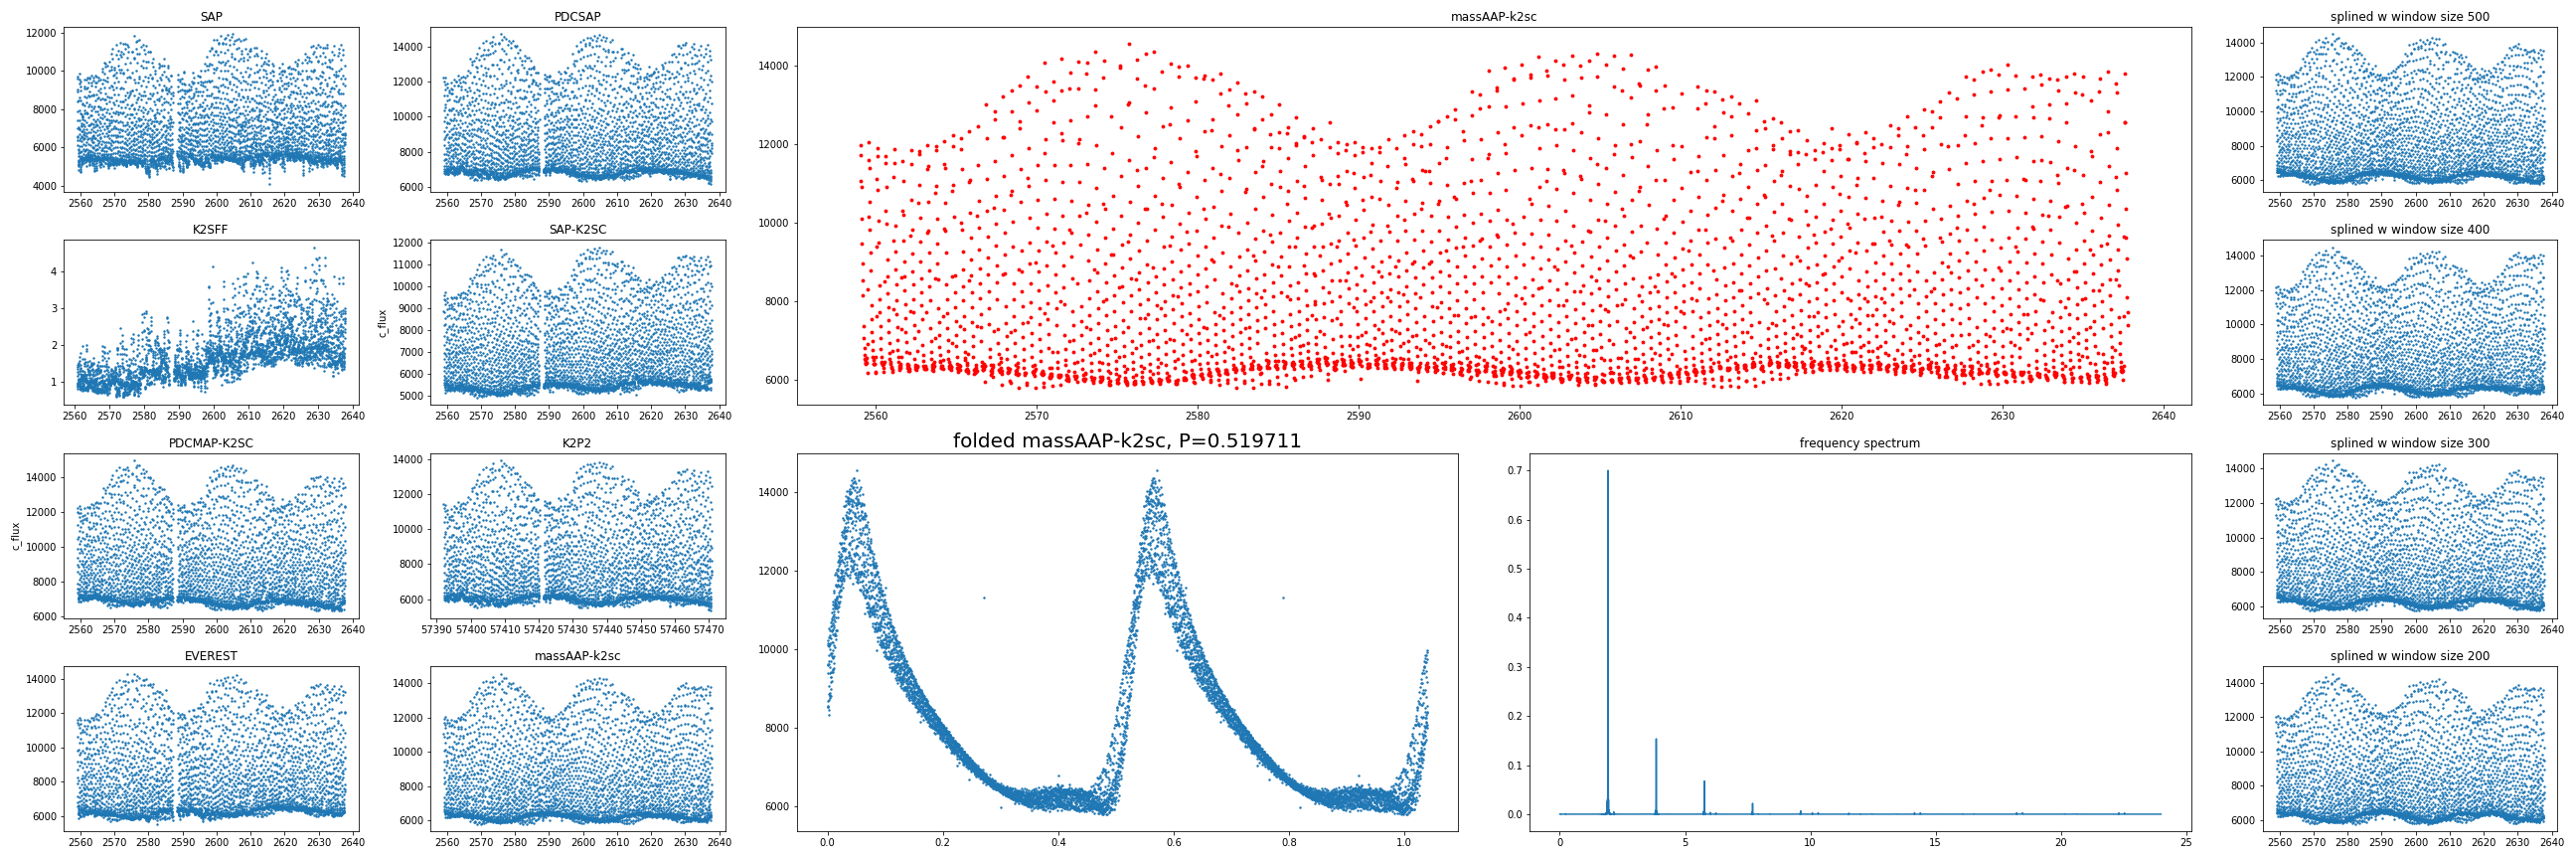 SAP
12000
10000
8000
6000
4000
2560 2570 2580 2590 2600 2610 2620 2630 2640
PDCSAP
14000
12000
10000
8000
6000
2560 2570 2580 2590 2600 2610 2620 2630 2640
massAAP-k2sc
14000
12000
10000
8000
6000
2560 2570 2580 2590 2600 2610 2620 2630 2640
splined w window size 500
14000
12000
10000
8000
6000
2560 2570 2580 2590 2600 2610 2620 2630 2640
K2SFF
4
3
2
1
2560 2570 2580 2590 2600 2610 2620 2630 2640
SAP-K2SC
c_flux
12000
11000
10000
9000
8000
7000
6000
5000
2560 2570 2580 2590 2600 2610 2620 2630 2640
splined w window size 400
14000
12000
10000
8000
6000
2560 2570 2580 2590 2600 2610 2620 2630 2640
PDCMAP-K2SC
c_flux
14000
12000
10000
8000
6000
2560 2570 2580 2590 2600 2610 2620 2630 2640
K2P2
14000
13000
12000
11000
10000
9000
8000
7000
6000
5000
57390 57400 57410 57420 57430 57440 57450 57460 57470
folded massAAP-k2sc, P=0.519711
14000
12000
10000
8000
6000
0.0 0.2 0.4 0.6 0.8 1.0
frequency spectrum
0.7
0.6
0.5
0.4
0.3
0.2
0.1
0.0
0 5 10 15 20 25
splined w window size 300
14000
12000
10000
8000
6000
2560 2570 2580 2590 2600 2610 2620 2630 2640
EVEREST
14000
12000
10000
8000
6000
2560 2570 2580 2590 2600 2610 2620 2630 2640
massAAP-k2sc
14000
12000
10000
8000
6000
2560 2570 2580 2590 2600 2610 2620 2630 2640
splined w window size 200
14000
12000
10000
8000
6000
2560 2570 2580 2590 2600 2610 2620 2630 2640